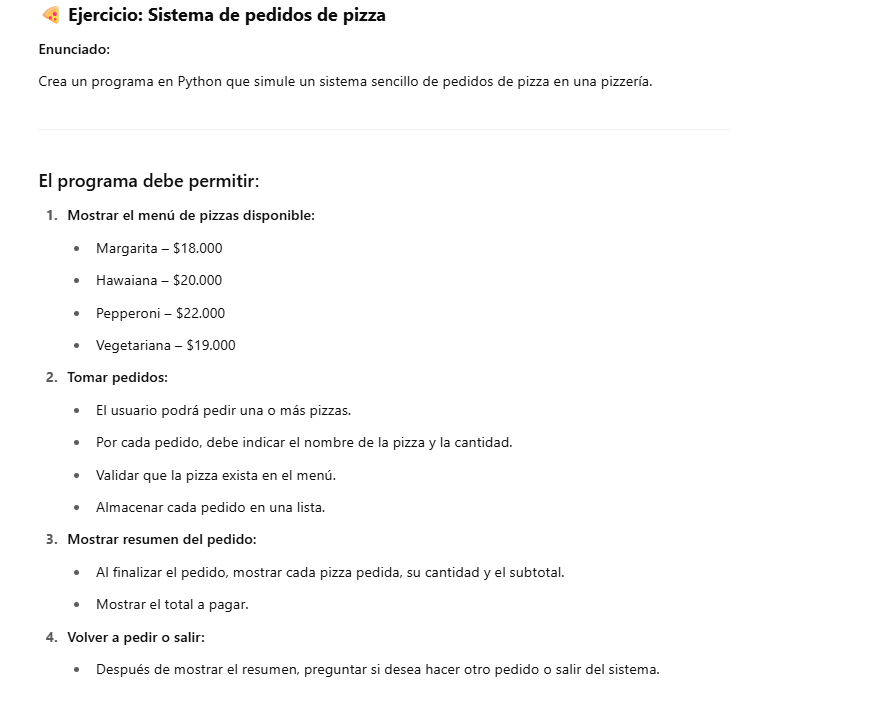 🍕 Ejercicio: Sistema de pedidos de pizza
Enunciado:
Crea un programa en Python que simule un sistema sencillo de pedidos de pizza en una pizzería.
El programa debe permitir:
1. Mostrar el menú de pizzas disponible:
• Margarita – $18.000
• Hawaiana – $20.000
• Pepperoni – $22.000
• Vegetariana – $19.000
2. Tomar pedidos:
• El usuario podrá pedir una o más pizzas.
• Por cada pedido, debe indicar el nombre de la pizza y la cantidad.
• Validar que la pizza exista en el menú.
• Almacenar cada pedido en una lista.
3. Mostrar resumen del pedido:
• Al finalizar el pedido, mostrar cada pizza pedida, su cantidad y el subtotal.
• Mostrar el total a pagar.
4. Volver a pedir o salir:
• Después de mostrar el resumen, preguntar si desea hacer otro pedido o salir del sistema.